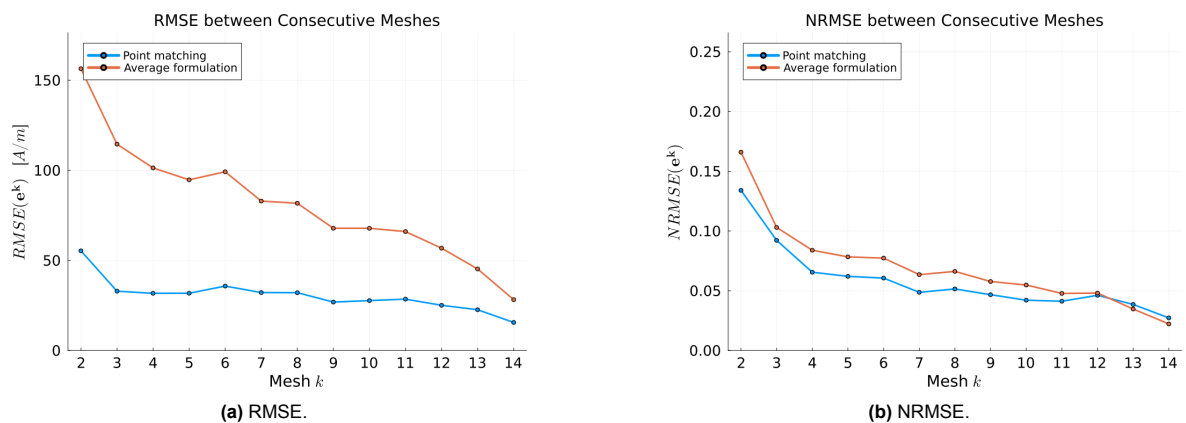 RMSE between Consecutive Meshes
Point matching
Average formulation
150
100
50
0
RMSE(e^k) [A/m]
2 3 4 5 6 7 8 9 10 11 12 13 14
Mesh k
(a) RMSE.
NRMSE between Consecutive Meshes
Point matching
Average formulation
0.25
0.20
0.15
0.10
0.05
0.00
NRMSE(e^k)
2 3 4 5 6 7 8 9 10 11 12 13 14
Mesh k
(b) NRMSE.